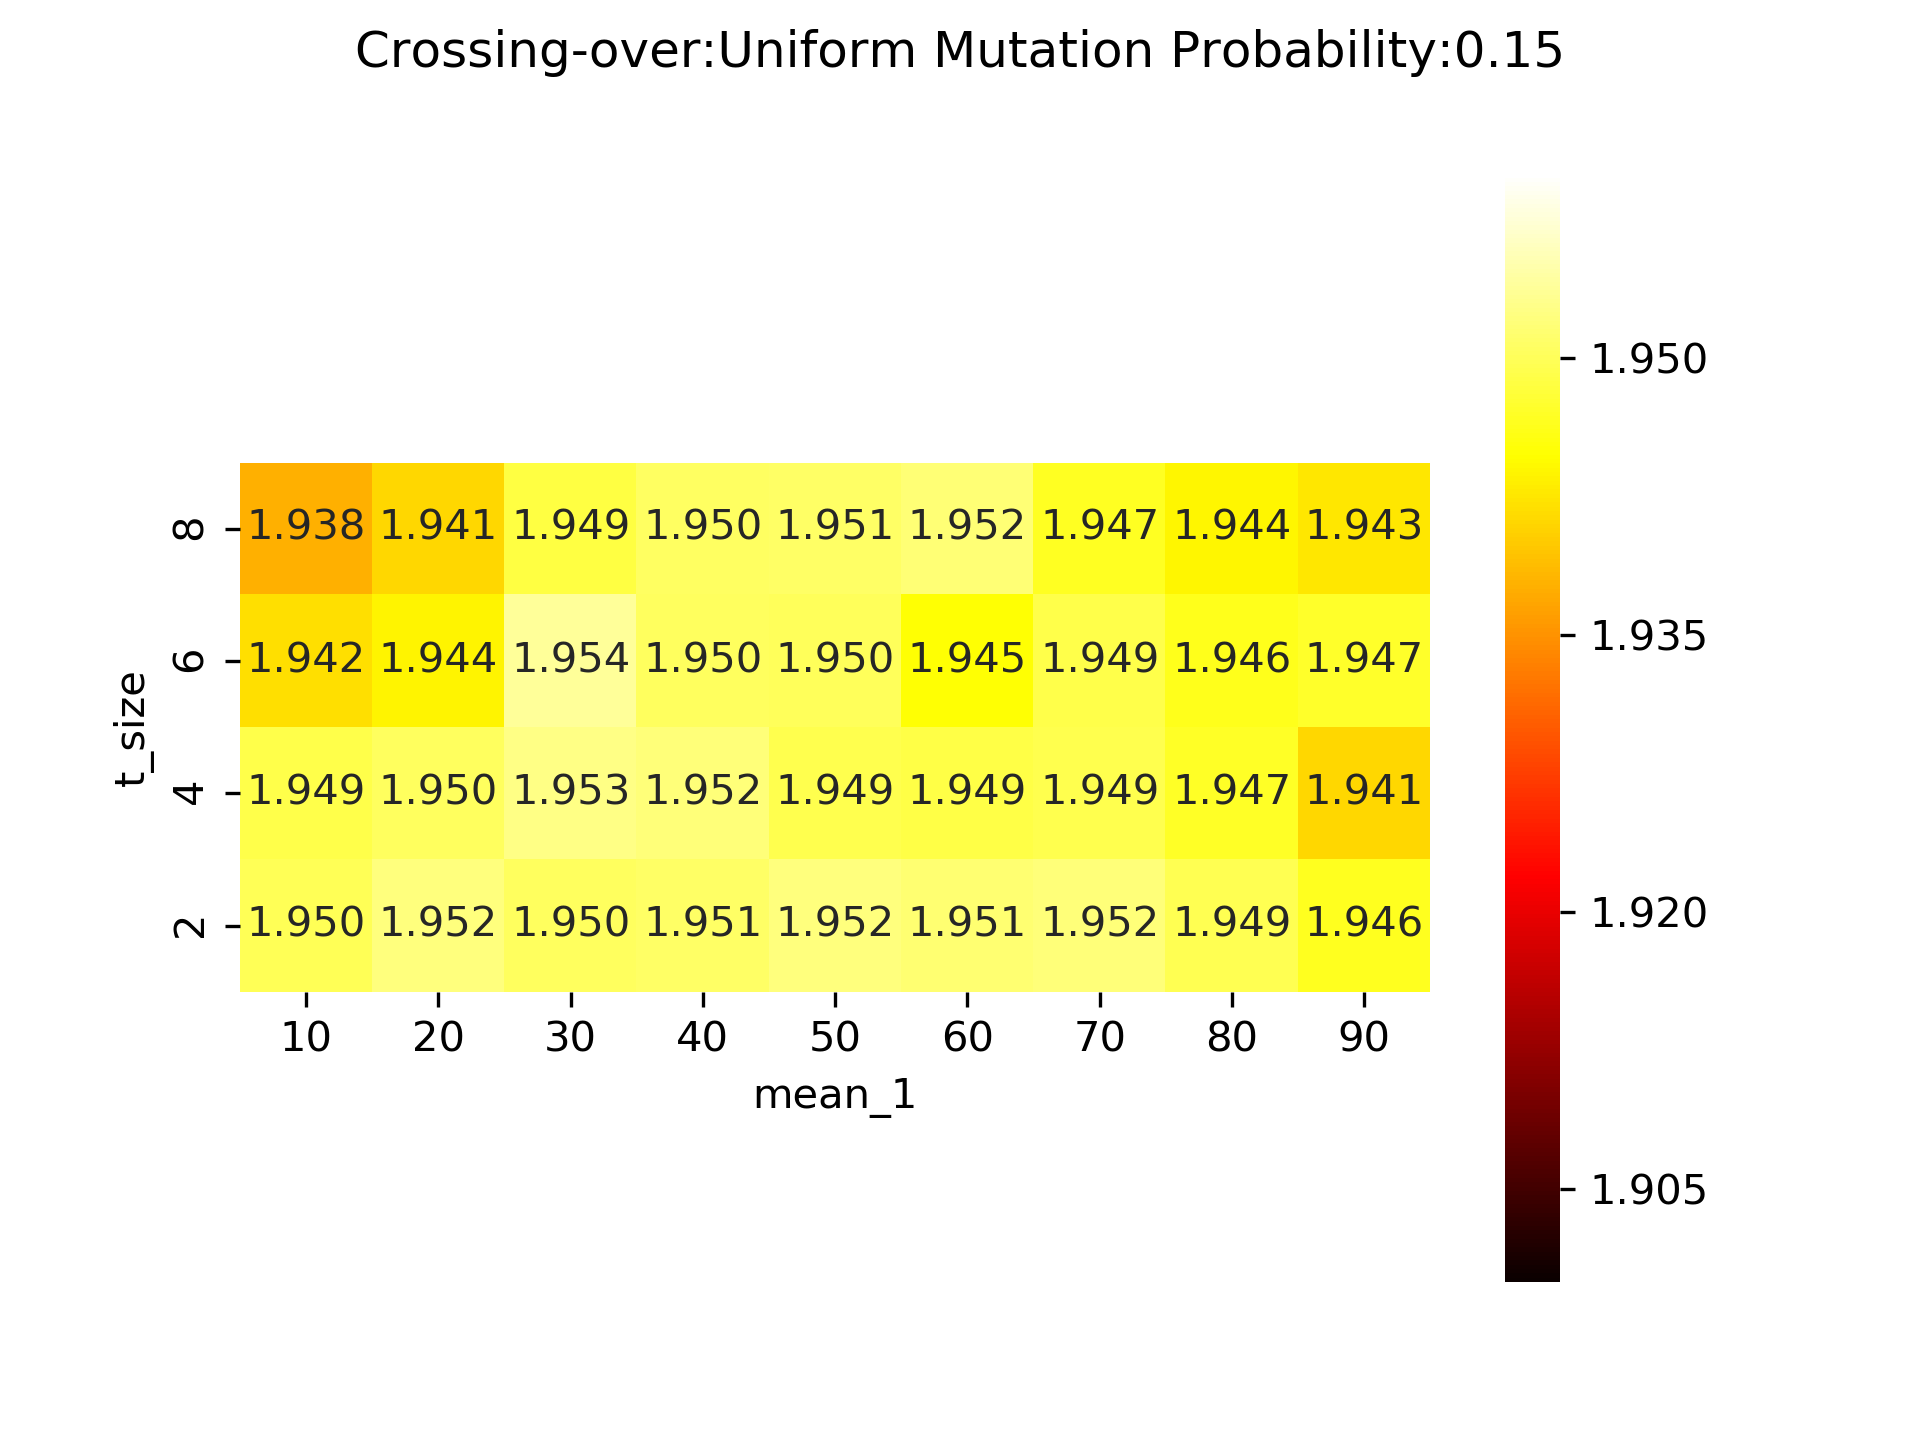 Crossing-over:Uniform Mutation Probability:0.15
1.950
1.935
1.920
1.905
t_size
8 1.938 1.941 1.949 1.950 1.951 1.952 1.947 1.944 1.943
6 1.942 1.944 1.954 1.950 1.950 1.945 1.949 1.946 1.947
4 1.949 1.950 1.953 1.952 1.949 1.949 1.949 1.947 1.941
2 1.950 1.952 1.950 1.951 1.952 1.951 1.952 1.949 1.946
10 20 30 40 50 60 70 80 90
mean_1